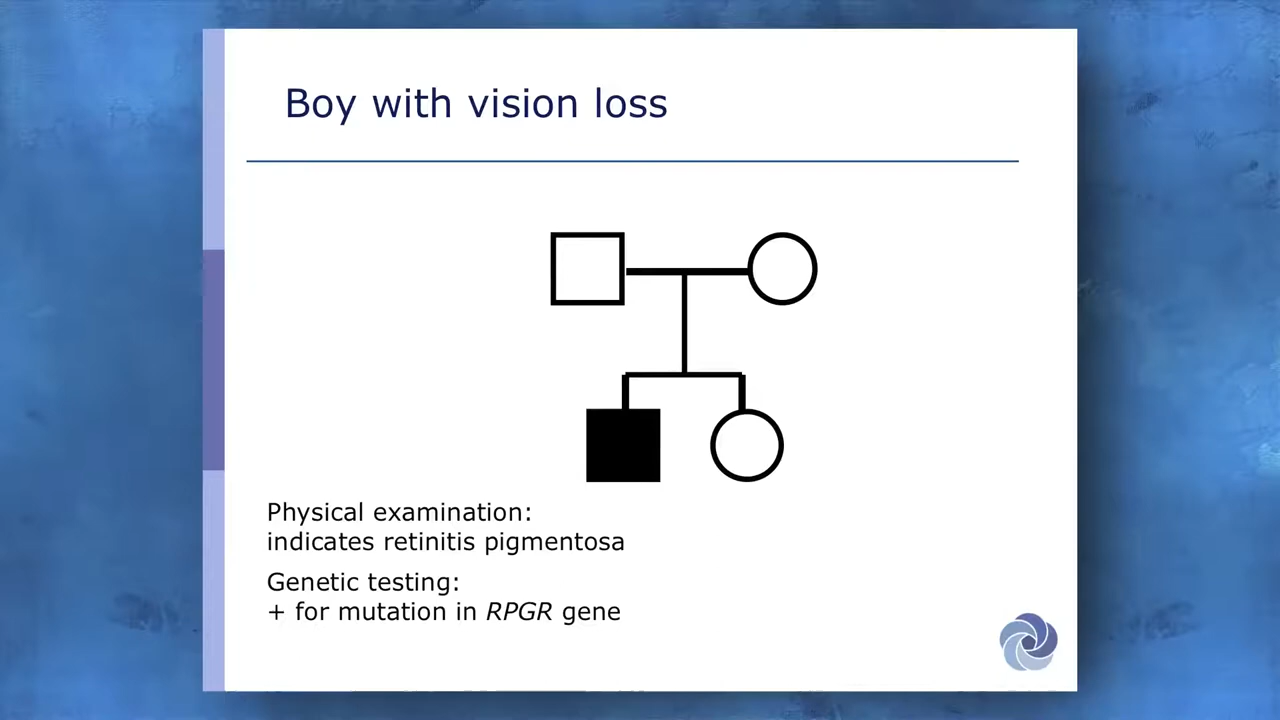 Boy with vision loss
Physical examination:
indicates retinitis pigmentosa
Genetic testing:
+ for mutation in RPGR gene